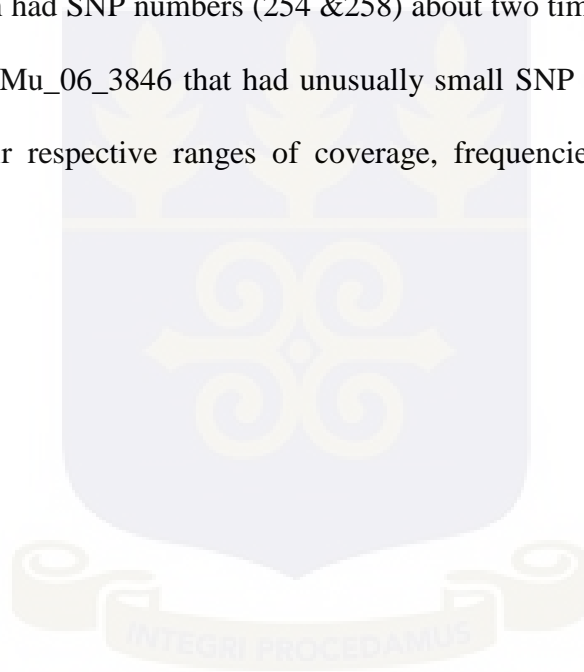 had SNP numbers (254 &258) about two tim
Mu_06_3846 that had unusually small SNP
r respective ranges of coverage, frequencie
INTEGRI PROCEDAMUS